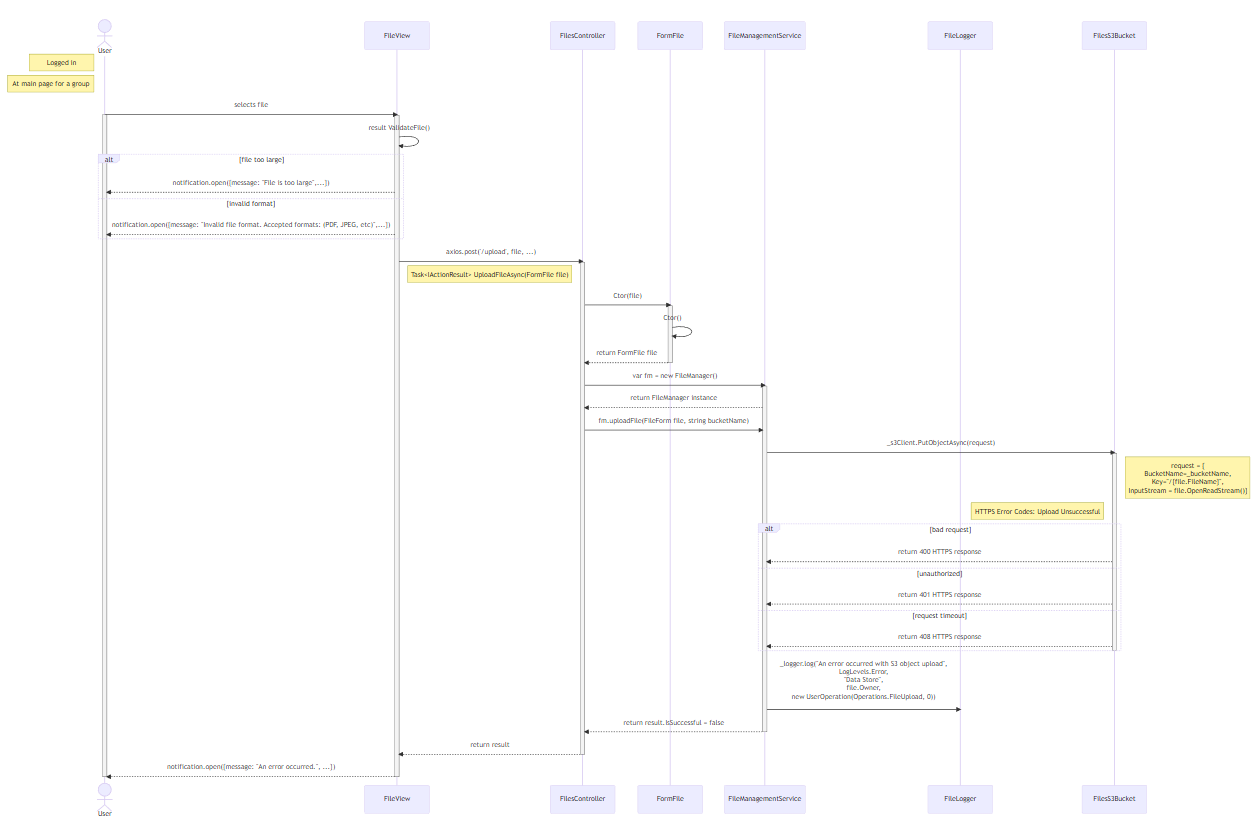 User
FileView
FilesController
FormFile
FileManagementService
FileLogger
FilesS3Bucket
Logged in
At main page for a group
selects file
result ValidateFile()
alt
[file too large]
notification.open([message: "File is too large",...])
[invalid format]
notification.open([message: "Invalid file format. Accepted formats: (PDF, JPEG, etc)",...])
axios.post('/upload', file, ...)
Task<IActionResult> UploadFileAsync(FormFile file)
Ctor(file)
Ctor()
return FormFile file
var fm = new FileManager()
return FileManager instance
fm.uploadFile(FileForm file, string bucketName)
_s3Client.PutObjectAsync(request)
request = [
BucketName=_bucketName,
Key="/[file.FileName]",
InputStream = file.OpenReadStream()]
HTTPS Error Codes: Upload Unsuccessful
alt
[bad request]
return 400 HTTPS response
[unauthorized]
return 401 HTTPS response
[request timeout]
return 408 HTTPS response
_logger.log("An error occurred with S3 object upload",
LogLevels.Error,
"Data Store",
file.Owner,
new UserOperation(Operations.FileUpload, 0))
return result.IsSuccessful = false
return result
notification.open([message: "An error occurred.", ...])
User
FileView
FilesController
FormFile
FileManagementService
FileLogger
FilesS3Bucket